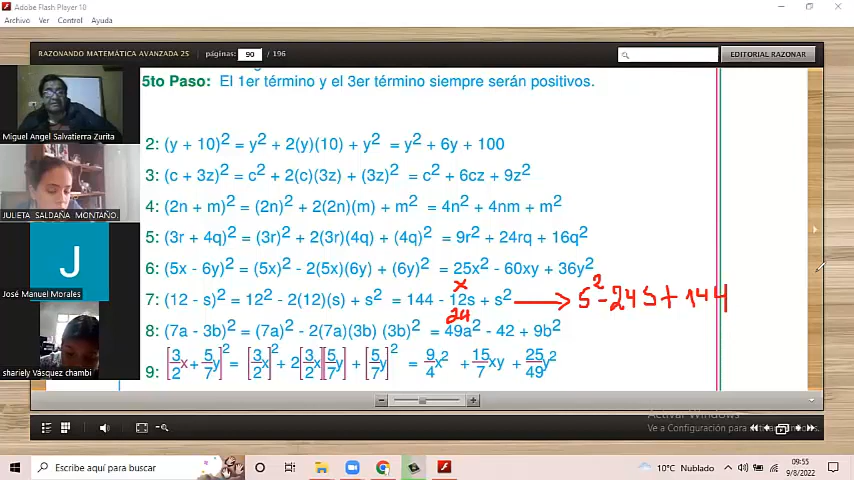 Adobe Flash Player 10
Archivo Ver Control Ayuda
RAZONANDO MATEMÁTICA AVANZADA 25 páginas: 90 / 196 EDITORIAL RAZONAR
5to Paso: El 1er término y el 3er término siempre serán positivos.
Miguel Angel Salvatierra Zurita
2: (y + 10)² = y² + 2(y)(10) + y² = y² + 6y + 100
3: (c + 3z)² = c² + 2(c)(3z) + (3z)² = c² + 6cz + 9z²
4: (2n + m)² = (2n)² + 2(2n)(m) + m² = 4n² + 4nm + m²
JULIETA SALDAÑA MONTAÑO.
5: (3r + 4q)² = (3r)² + 2(3r)(4q) + (4q)² = 9r² + 24rq + 16q²
J
6: (5x - 6y)² = (5x)² - 2(5x)(6y) + (6y)² = 25x² - 60xy + 36y²
x
José Manuel Morales
7: (12 - s)² = 12² - 2(12)(s) + s² = 144 - 12s + s² → s² - 24s + 144
24
8: (7a - 3b)² = (7a)² - 2(7a)(3b) (3b)² = 49a² - 42 + 9b²
9: [3/2x + 5/7y]² = [3/2x]² + 2[3/2x][5/7y] + [5/7y]² = 9/4x² + 15/7xy + 25/49y²
shariely Vásquez chambi
Activar Windows
Ve a Configuración para activar Windows.
Escribe aquí para buscar
10°C Nublado
09:55
9/8/2022